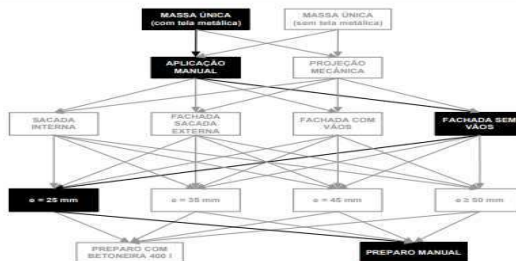 MASSA ÚNICA
(com tela metálica)
MASSA ÚNICA
(sem tela metálica)
APLICAÇÃO
MANUAL
PROJEÇÃO
MECÂNICA
SACADA
INTERNA
FACHADA
SACADA
EXTERNA
FACHADA COM
VÃOS
FACHADA SEM
VÃOS
e = 25 mm
e = 35 mm
e = 45 mm
e ≥ 50 mm
PREPARO COM
BETONEIRA 400 l
PREPARO MANUAL